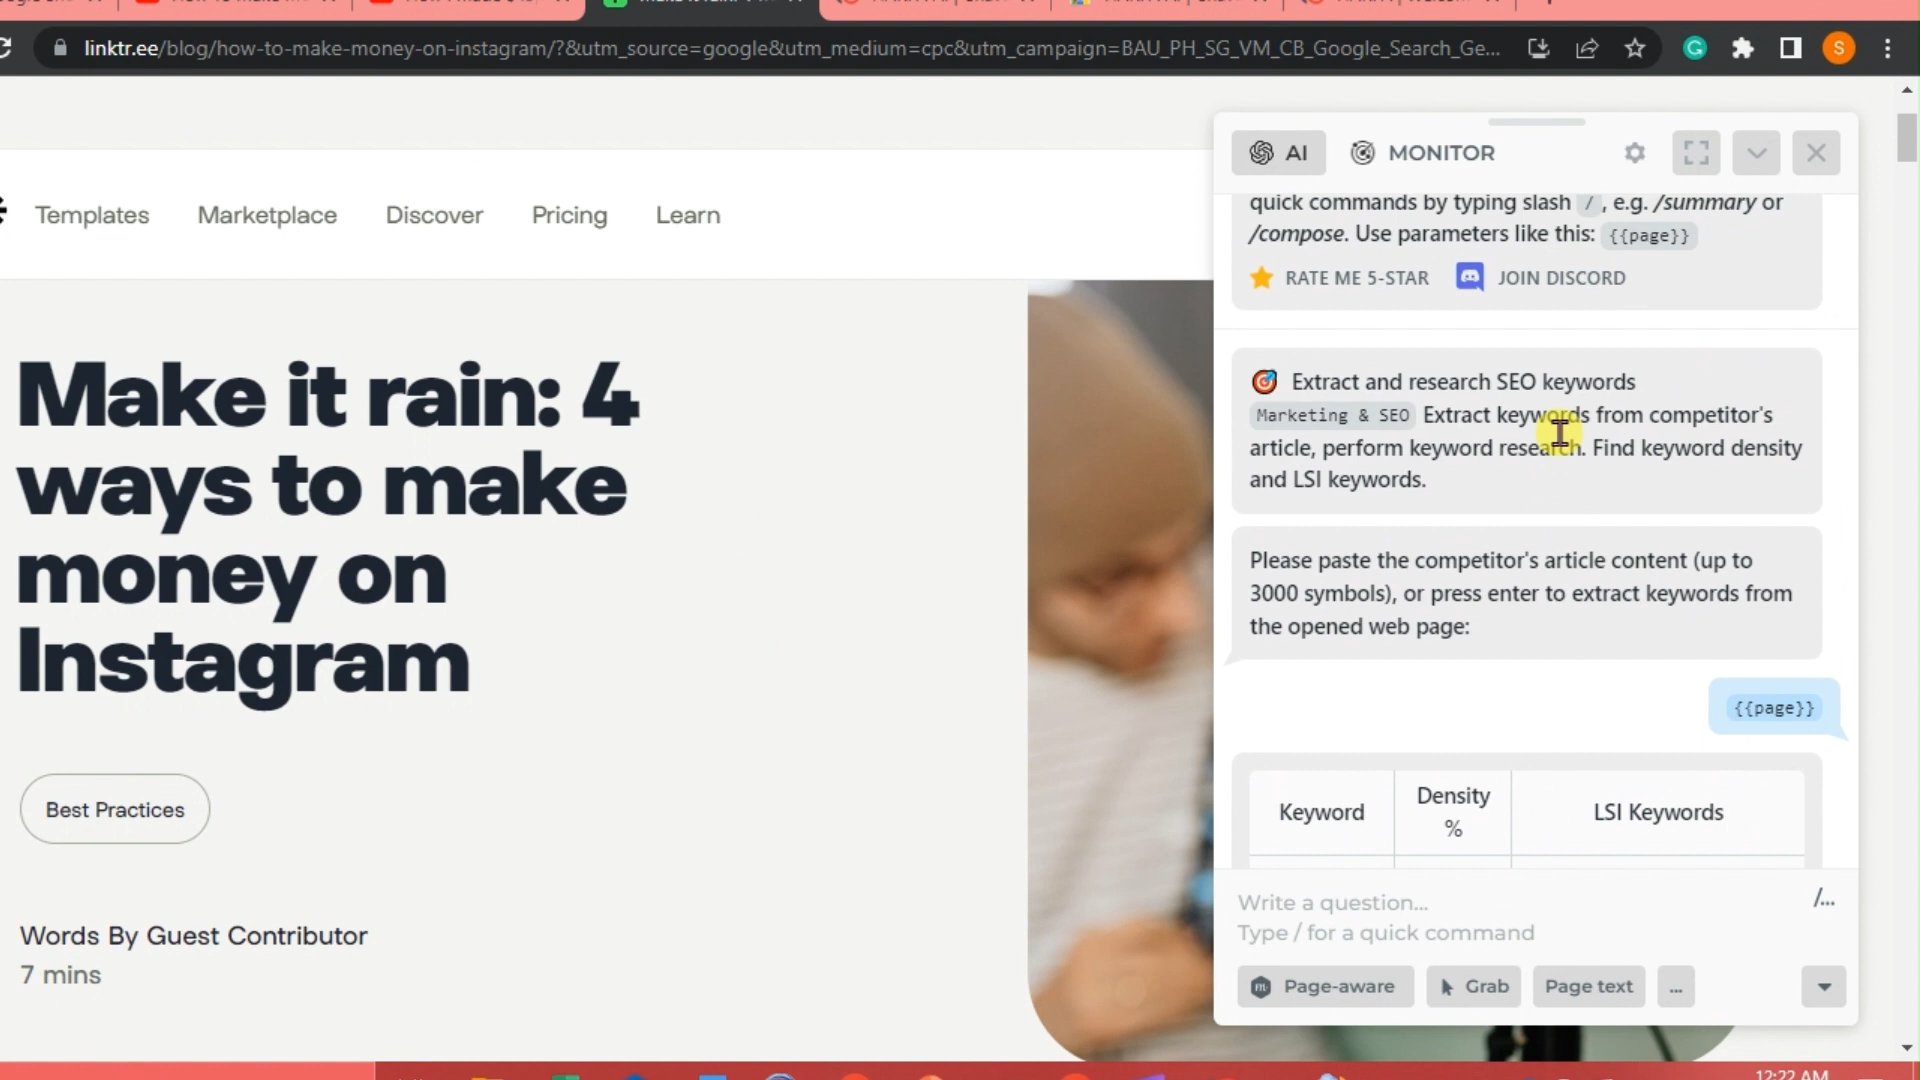 linktr.ee/blog/how-to-make-money-on-instagram/?&utm_source=google&utm_medium=cpc&utm_campaign=BAU_PH_SG_VM_CB_Google_Search_Ge...
S
Templates
Marketplace
Discover
Pricing
Learn
Make it rain: 4
ways to make
money on
Instagram
Best Practices
Words By Guest Contributor
7 mins
AI
MONITOR
quick commands by typing slash /, e.g. /summary or
/compose. Use parameters like this: {{page}}
RATE ME 5-STAR
JOIN DISCORD
Extract and research SEO keywords
Marketing & SEO Extract keywords from competitor's
article, perform keyword research. Find keyword density
and LSI keywords.
Please paste the competitor's article content (up to
3000 symbols), or press enter to extract keywords from
the opened web page:
{{page}}
Keyword
Density
%
LSI Keywords
Write a question...
Type / for a quick command
/...
Page-aware
Grab
Page text
...
12:22 AM